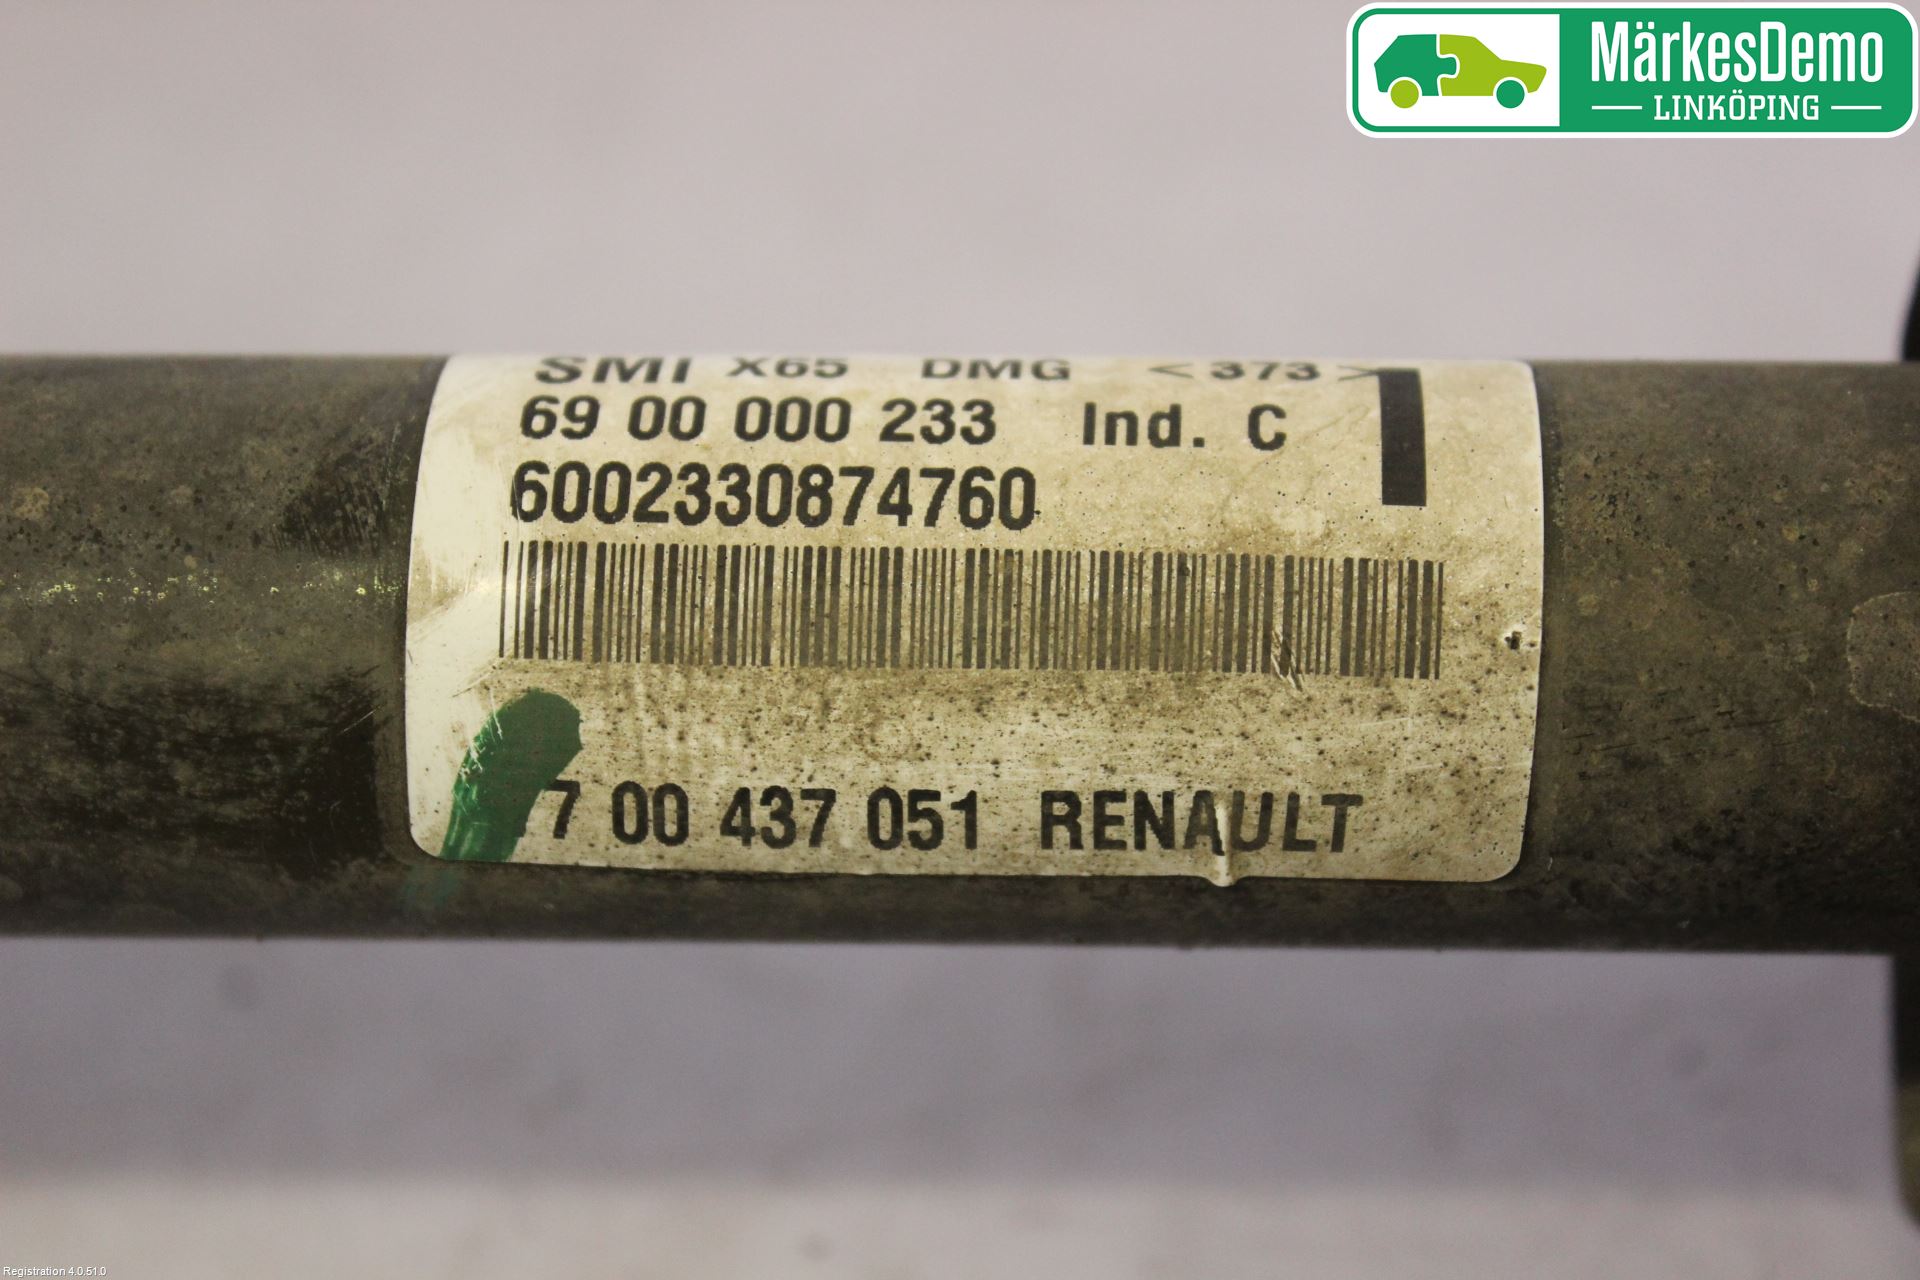 MärkesDemo
LINKÖPING
SMI X65 DMG <373>
69 00 000 233 Ind. C
6002330874760
77 00 437 051 RENAULT
Registration 4.0.51.0